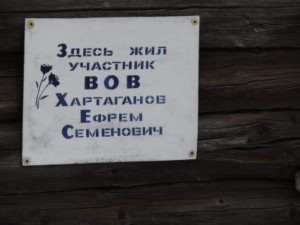 Здесь жил
участник
ВОВ
Хартаганов
Ефрем
Семенович